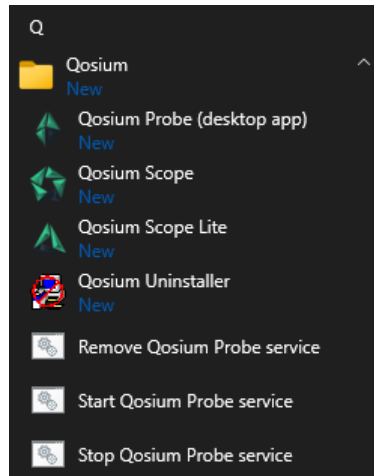 Q
Qosium
New
Qosium Probe (desktop app)
New
Qosium Scope
New
Qosium Scope Lite
New
Qosium Uninstaller
New
Remove Qosium Probe service
Start Qosium Probe service
Stop Qosium Probe service